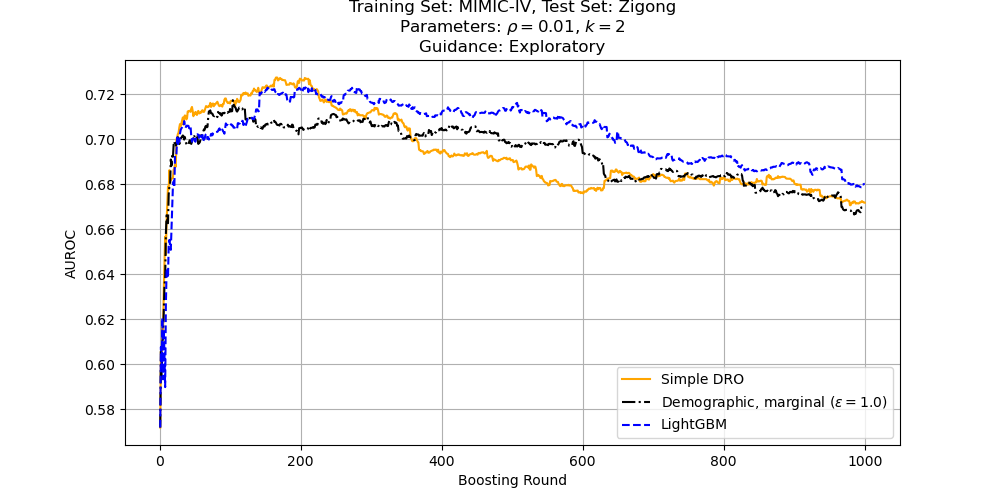 Training Set: MIMIC-IV, Test Set: Zigong
Parameters: ρ = 0.01, k = 2
Guidance: Exploratory
AUROC
0.72
0.70
0.68
0.66
0.64
0.62
0.60
0.58
Simple DRO
Demographic, marginal (ε = 1.0)
LightGBM
0 200 400 600 800 1000
Boosting Round